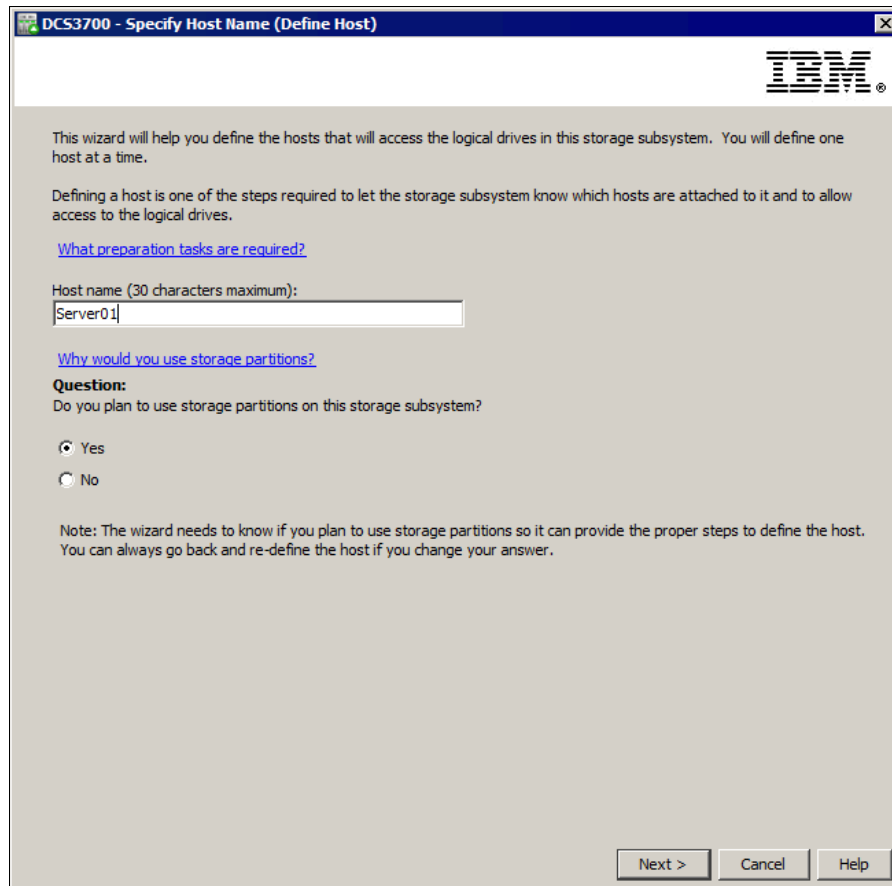 DCS3700 - Specify Host Name (Define Host)
IBM®
This wizard will help you define the hosts that will access the logical drives in this storage subsystem. You will define one
host at a time.
Defining a host is one of the steps required to let the storage subsystem know which hosts are attached to it and to allow
access to the logical drives.
What preparation tasks are required?
Host name (30 characters maximum):
Server01
Why would you use storage partitions?
Question:
Do you plan to use storage partitions on this storage subsystem?
Yes
No
Note: The wizard needs to know if you plan to use storage partitions so it can provide the proper steps to define the host.
You can always go back and re-define the host if you change your answer.
Next > Cancel Help